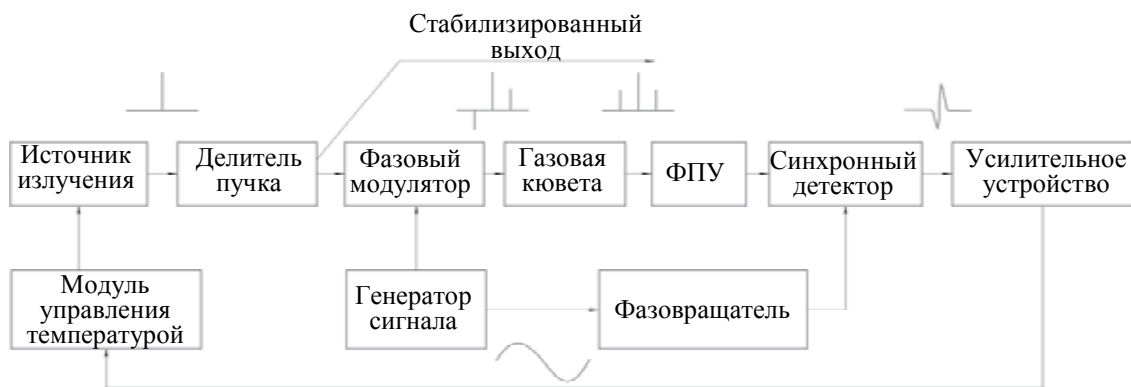 Стабилизированный
выход
Источник
излучения
Делитель
пучка
Фазовый
модулятор
Газовая
кювета
ФПУ
Синхронный
детектор
Усилительное
устройство
Модуль
управления
температурой
Генератор
сигнала
Фазовращатель